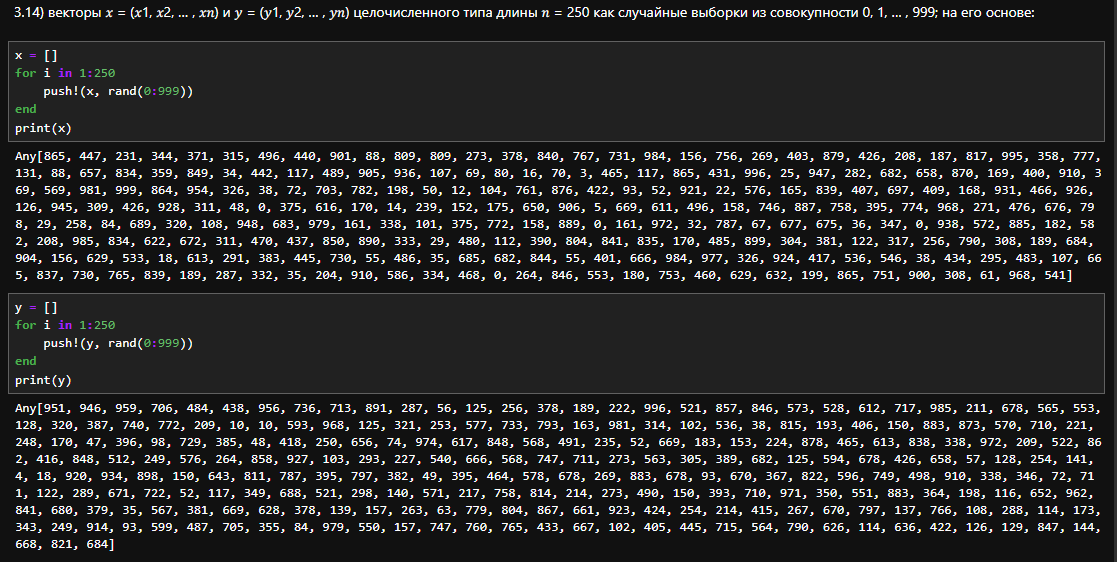 3.14) векторы x = (x1, x2, ... , xn) и y = (y1, y2, ... , yn) целочисленного типа длины n = 250 как случайные выборки из совокупности 0, 1, ... , 999; на его основе:
x = []
for i in 1:250
    push!(x, rand(0:999))
end
print(x)
Any[865, 447, 231, 344, 371, 315, 496, 440, 901, 88, 809, 809, 273, 378, 840, 767, 731, 984, 156, 756, 269, 403, 879, 426, 208, 187, 817, 995, 358, 777,
131, 88, 657, 834, 359, 849, 34, 442, 117, 489, 905, 936, 107, 69, 80, 16, 70, 3, 465, 117, 865, 431, 996, 25, 947, 282, 682, 658, 870, 169, 400, 910, 3
69, 569, 981, 999, 864, 954, 326, 38, 72, 703, 782, 198, 50, 12, 104, 761, 876, 422, 93, 52, 921, 22, 576, 165, 839, 407, 697, 409, 168, 931, 466, 926,
126, 945, 309, 426, 928, 311, 48, 0, 375, 616, 170, 14, 239, 152, 175, 650, 906, 5, 669, 611, 496, 158, 746, 887, 758, 395, 774, 968, 271, 476, 676, 79
8, 29, 258, 84, 689, 320, 108, 948, 683, 979, 161, 338, 101, 375, 772, 158, 889, 0, 161, 972, 32, 787, 67, 677, 675, 36, 347, 0, 938, 572, 885, 182, 58
2, 208, 985, 834, 622, 672, 311, 470, 437, 850, 890, 333, 29, 480, 112, 390, 804, 841, 835, 170, 485, 899, 304, 381, 122, 317, 256, 790, 308, 189, 684,
904, 156, 629, 533, 18, 613, 291, 383, 445, 730, 55, 486, 35, 685, 682, 844, 55, 401, 666, 984, 977, 326, 924, 417, 536, 546, 38, 434, 295, 483, 107, 66
5, 837, 730, 765, 839, 189, 287, 332, 35, 204, 910, 586, 334, 468, 0, 264, 846, 553, 180, 753, 460, 629, 632, 199, 865, 751, 900, 308, 61, 968, 541]
y = []
for i in 1:250
    push!(y, rand(0:999))
end
print(y)
Any[951, 946, 959, 706, 484, 438, 956, 736, 713, 891, 287, 56, 125, 256, 378, 189, 222, 996, 521, 857, 846, 573, 528, 612, 717, 985, 211, 678, 565, 553,
128, 320, 387, 740, 772, 209, 10, 10, 593, 968, 125, 321, 253, 577, 733, 793, 163, 981, 314, 102, 536, 38, 815, 193, 406, 150, 883, 873, 570, 710, 221,
248, 170, 47, 396, 98, 729, 385, 48, 418, 250, 656, 74, 974, 617, 848, 568, 491, 235, 52, 669, 183, 153, 224, 878, 465, 613, 838, 338, 972, 209, 522, 86
2, 416, 848, 512, 249, 576, 264, 858, 927, 103, 293, 227, 540, 666, 568, 747, 711, 273, 563, 305, 389, 682, 125, 594, 678, 426, 658, 57, 128, 254, 141,
4, 18, 920, 934, 898, 150, 643, 811, 787, 395, 797, 382, 49, 395, 464, 578, 678, 269, 883, 678, 93, 670, 367, 822, 596, 749, 498, 910, 338, 346, 72, 71
1, 122, 289, 671, 722, 52, 117, 349, 688, 521, 298, 140, 571, 217, 758, 814, 214, 273, 490, 150, 393, 710, 971, 350, 551, 883, 364, 198, 116, 652, 962,
841, 680, 379, 35, 567, 381, 669, 628, 378, 139, 157, 263, 63, 779, 804, 867, 661, 923, 424, 254, 214, 415, 267, 670, 797, 137, 766, 108, 288, 114, 173,
343, 249, 914, 93, 599, 487, 705, 355, 84, 979, 550, 157, 747, 760, 765, 433, 667, 102, 405, 445, 715, 564, 790, 626, 114, 636, 422, 126, 129, 847, 144,
668, 821, 684]